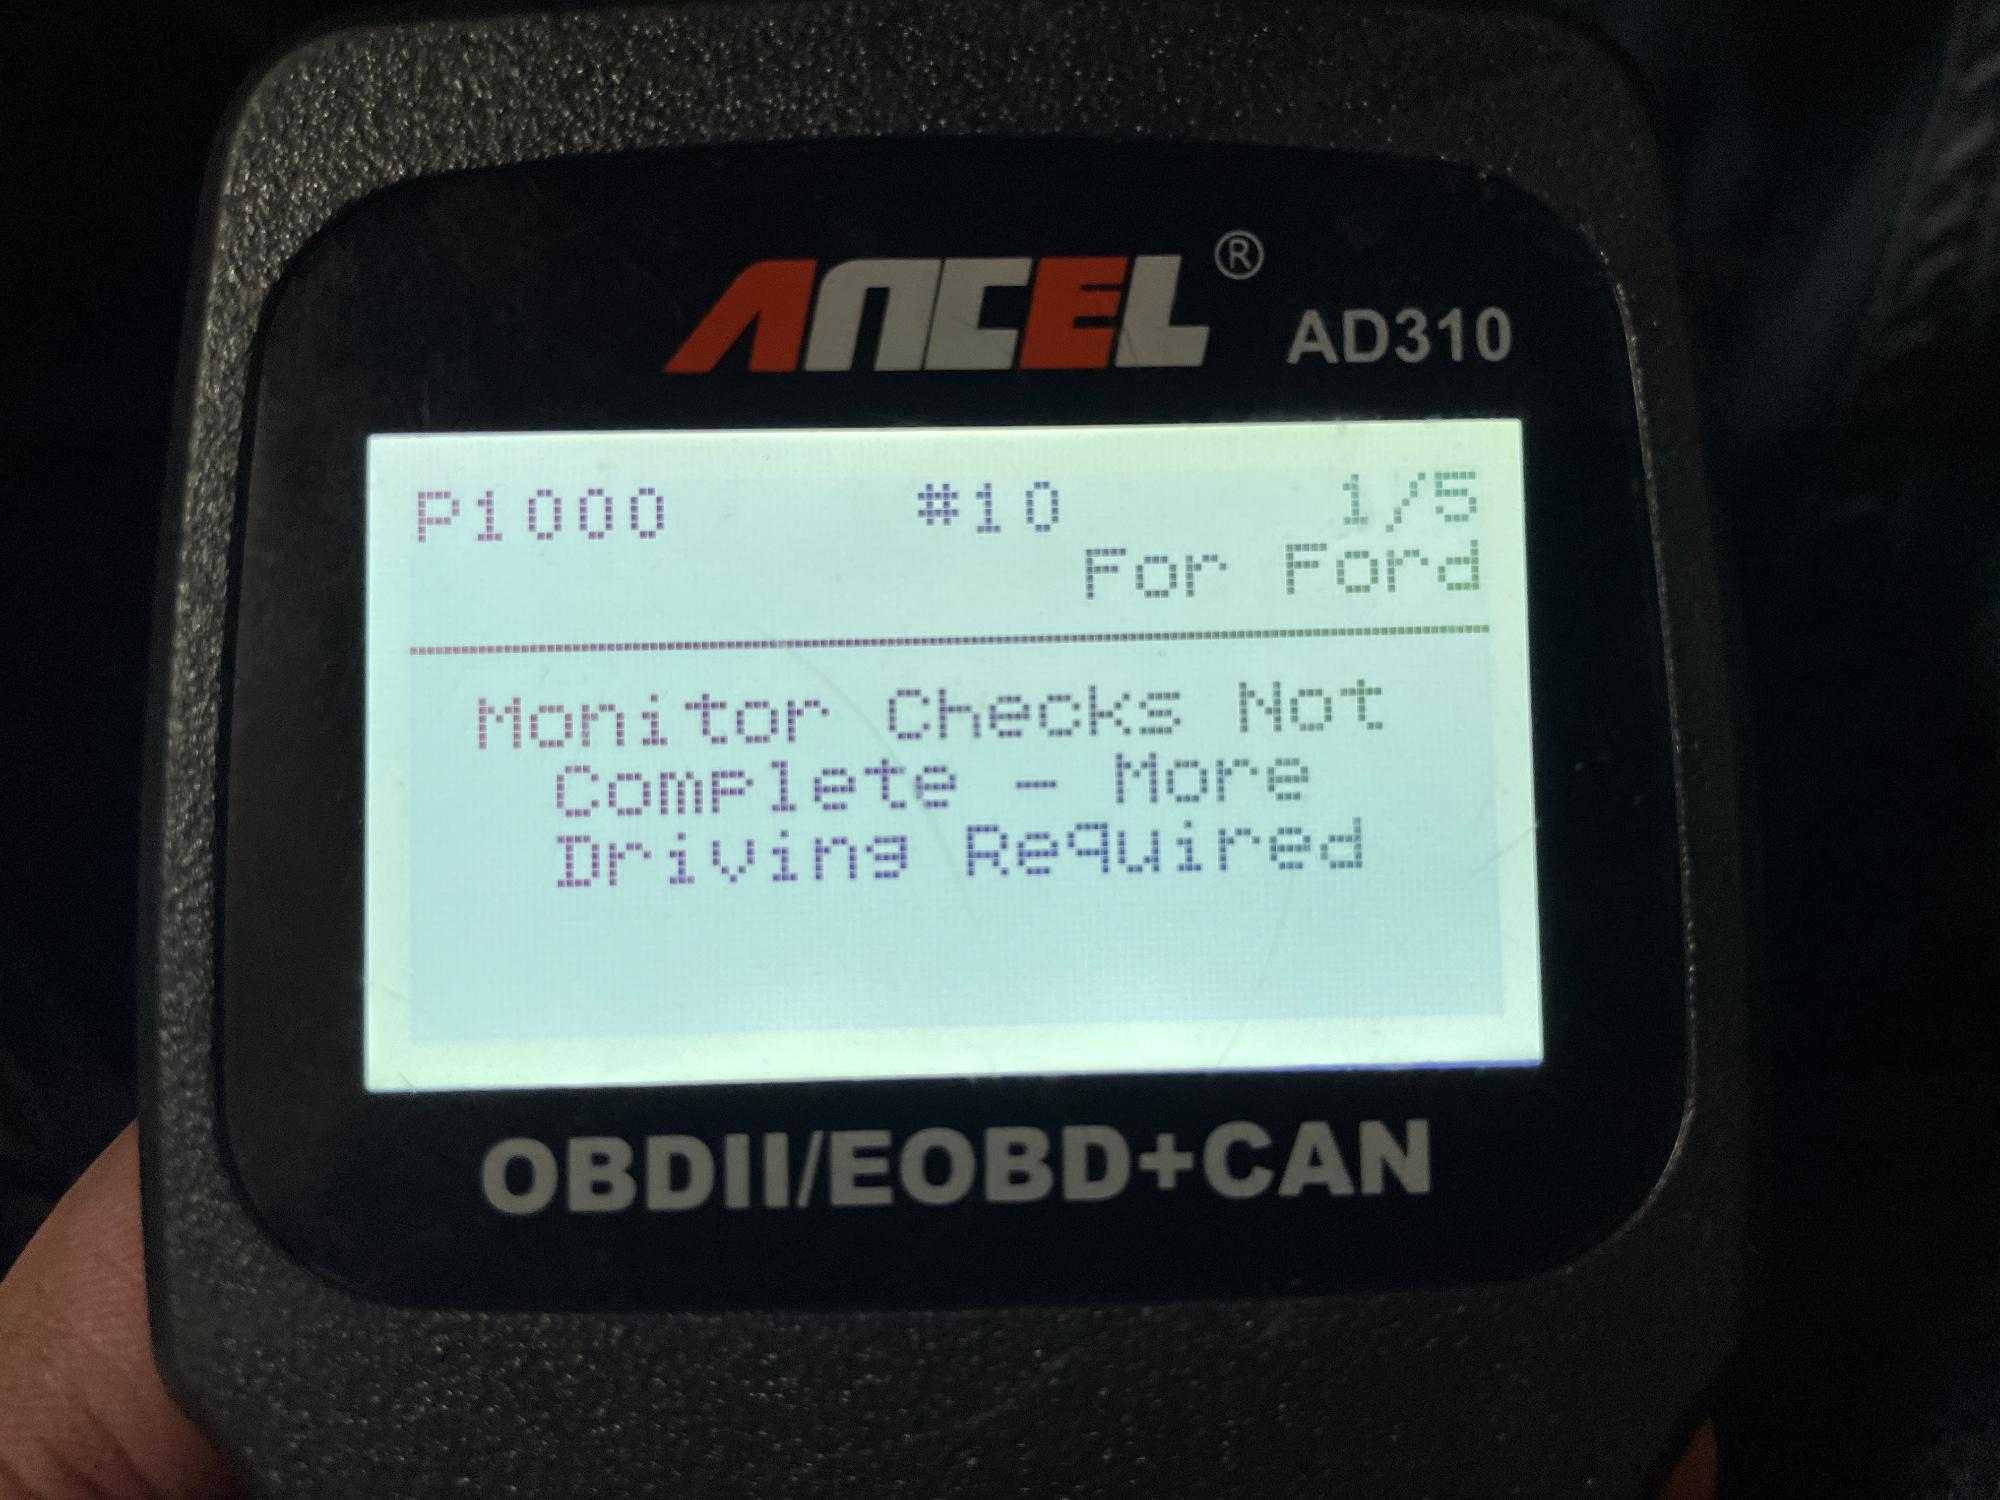 ANCEL® AD310
P1000 #10 1/5
For Ford
Monitor Checks Not
Complete - More
Driving Required
OBDII/EOBD+CAN